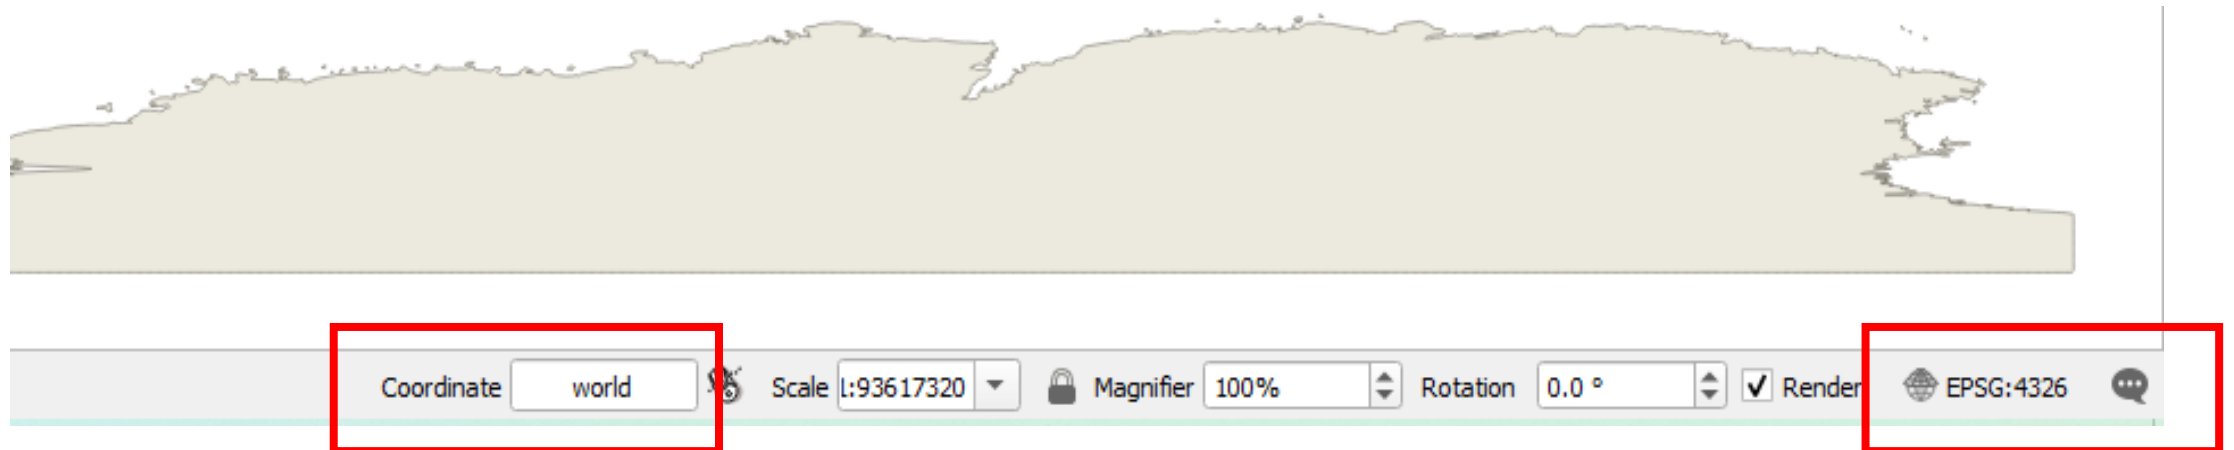 Coordinate world Scale 1:93617320 Magnifier 100% Rotation 0.0 ° Render EPSG:4326